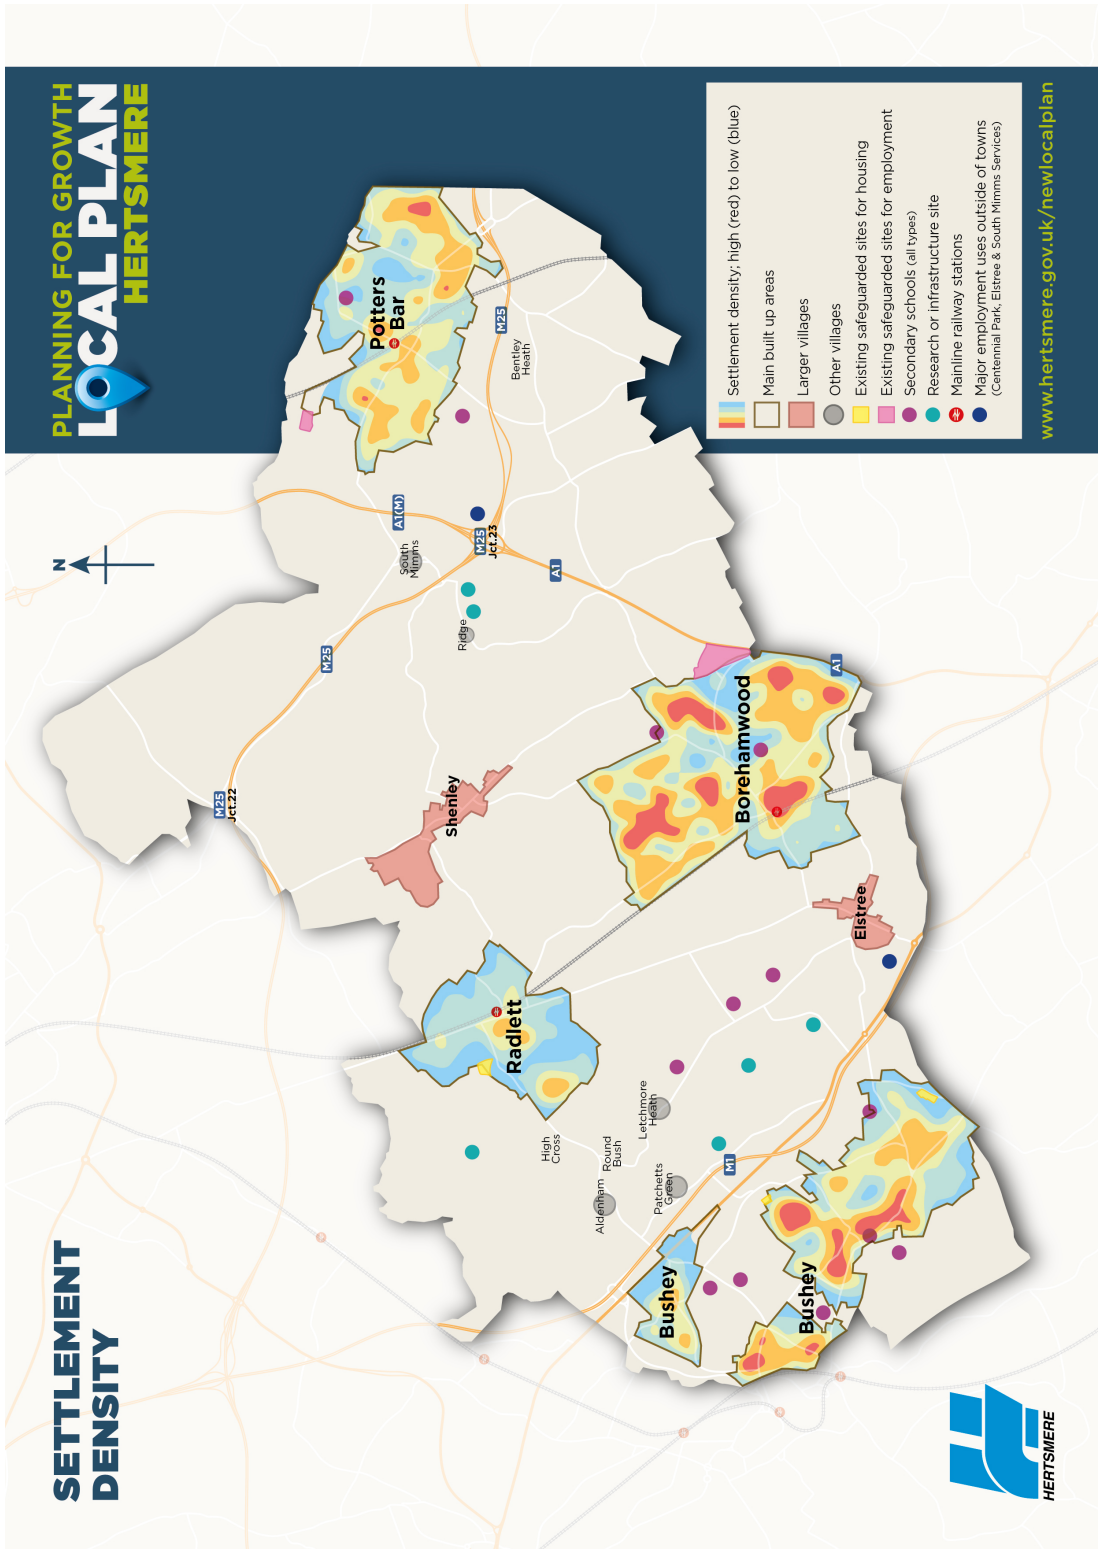 SETTLEMENT
DENSITY
PLANNING FOR GROWTH
LOCAL PLAN
HERTSMERE
N
M25
Jct.22
M25
A1(M)
South
Mimms
M25
Jct.23
Ridge
A1
Potters
Bar
M25
Bentley
Heath
Shenley
Radlett
High
Cross
Round
Bush
Aldenham
Letchmore
Heath
Patchetts
Green
M1
Bushey
Bushey
Borehamwood
A1
Elstree
Settlement density; high (red) to low (blue)
Main built up areas
Larger villages
Other villages
Existing safeguarded sites for housing
Existing safeguarded sites for employment
Secondary schools (all types)
Research or infrastructure site
Mainline railway stations
Major employment uses outside of towns
(Centennial Park, Elstree & South Mimms Services)
www.hertsmere.gov.uk/newlocalplan
HERTSMERE